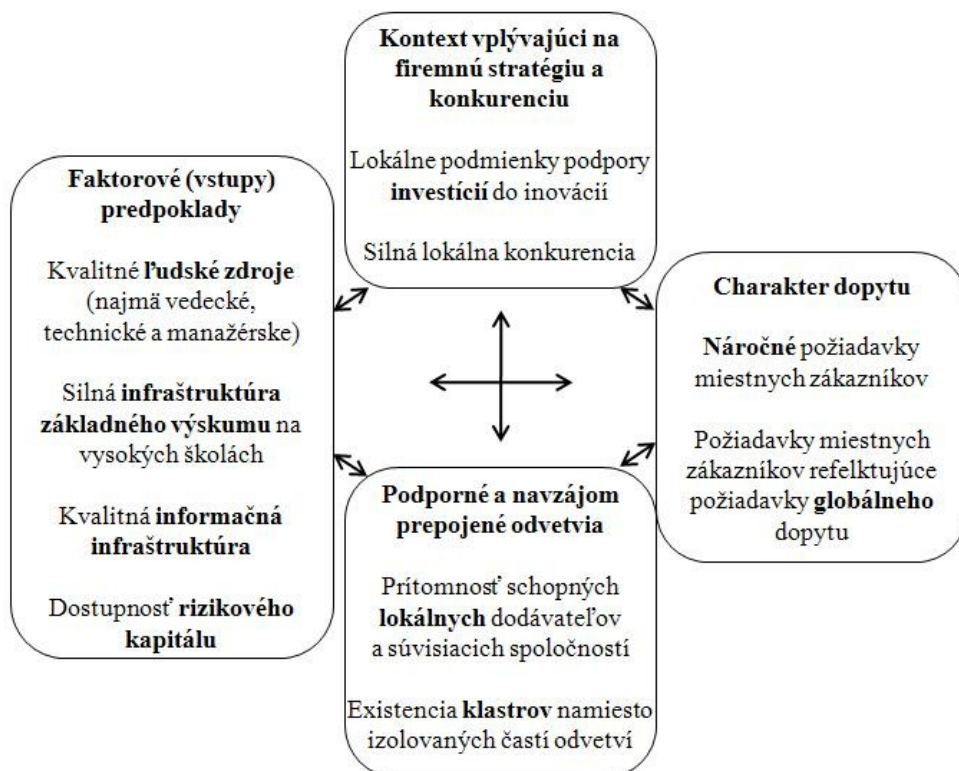 Kontext vplývajúci na
firemnú stratégiu a
konkurenciu
Lokálne podmienky podpory
investícií do inovácií
Silná lokálna konkurencia
Faktorové (vstupy)
predpoklady
Kvalitné ľudské zdroje
(najmä vedecké,
technické a manažérske)
Silná infraštruktúra
základného výskumu na
vysokých školách
Kvalitná informačná
infraštruktúra
Dostupnosť rizikového
kapitálu
Charakter dopytu
Náročné požiadavky
miestnych zákazníkov
Požiadavky miestnych
zákazníkov refelktujúce
požiadavky globálneho
dopytu
Podporné a navzájom
prepojené odvetvia
Prítomnosť schopných
lokálnych dodávateľov
a súvisiacich spoločností
Existencia klastrov namiesto
izolovaných častí odvetví